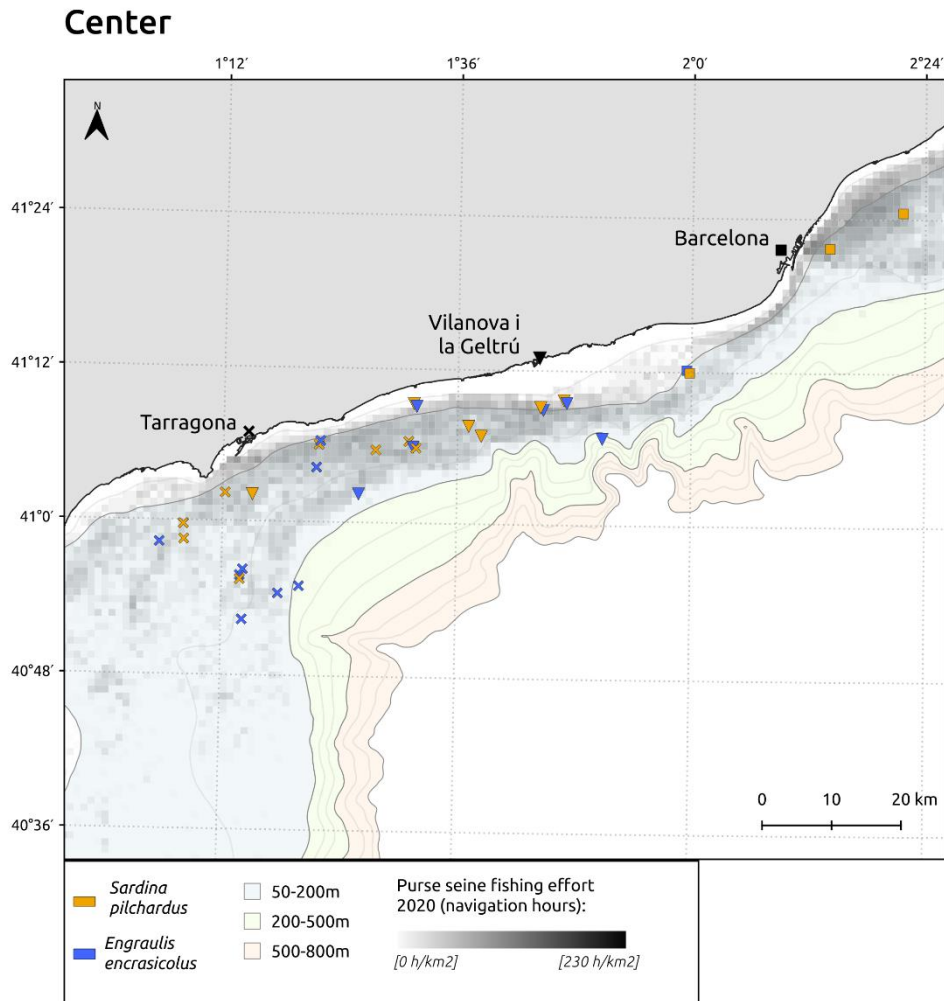 Center
1°12′ 1°36′ 2°0′ 2°24′
N
41°24′
Barcelona
Vilanova i
la Geltrú
41°12′
Tarragona
41°0′
40°48′
0 10 20 km
40°36′
Sardina
pilchardus
Engraulis
encrasicolus
50-200m
200-500m
500-800m
Purse seine fishing effort
2020 (navigation hours):
[0 h/km2] [230 h/km2]